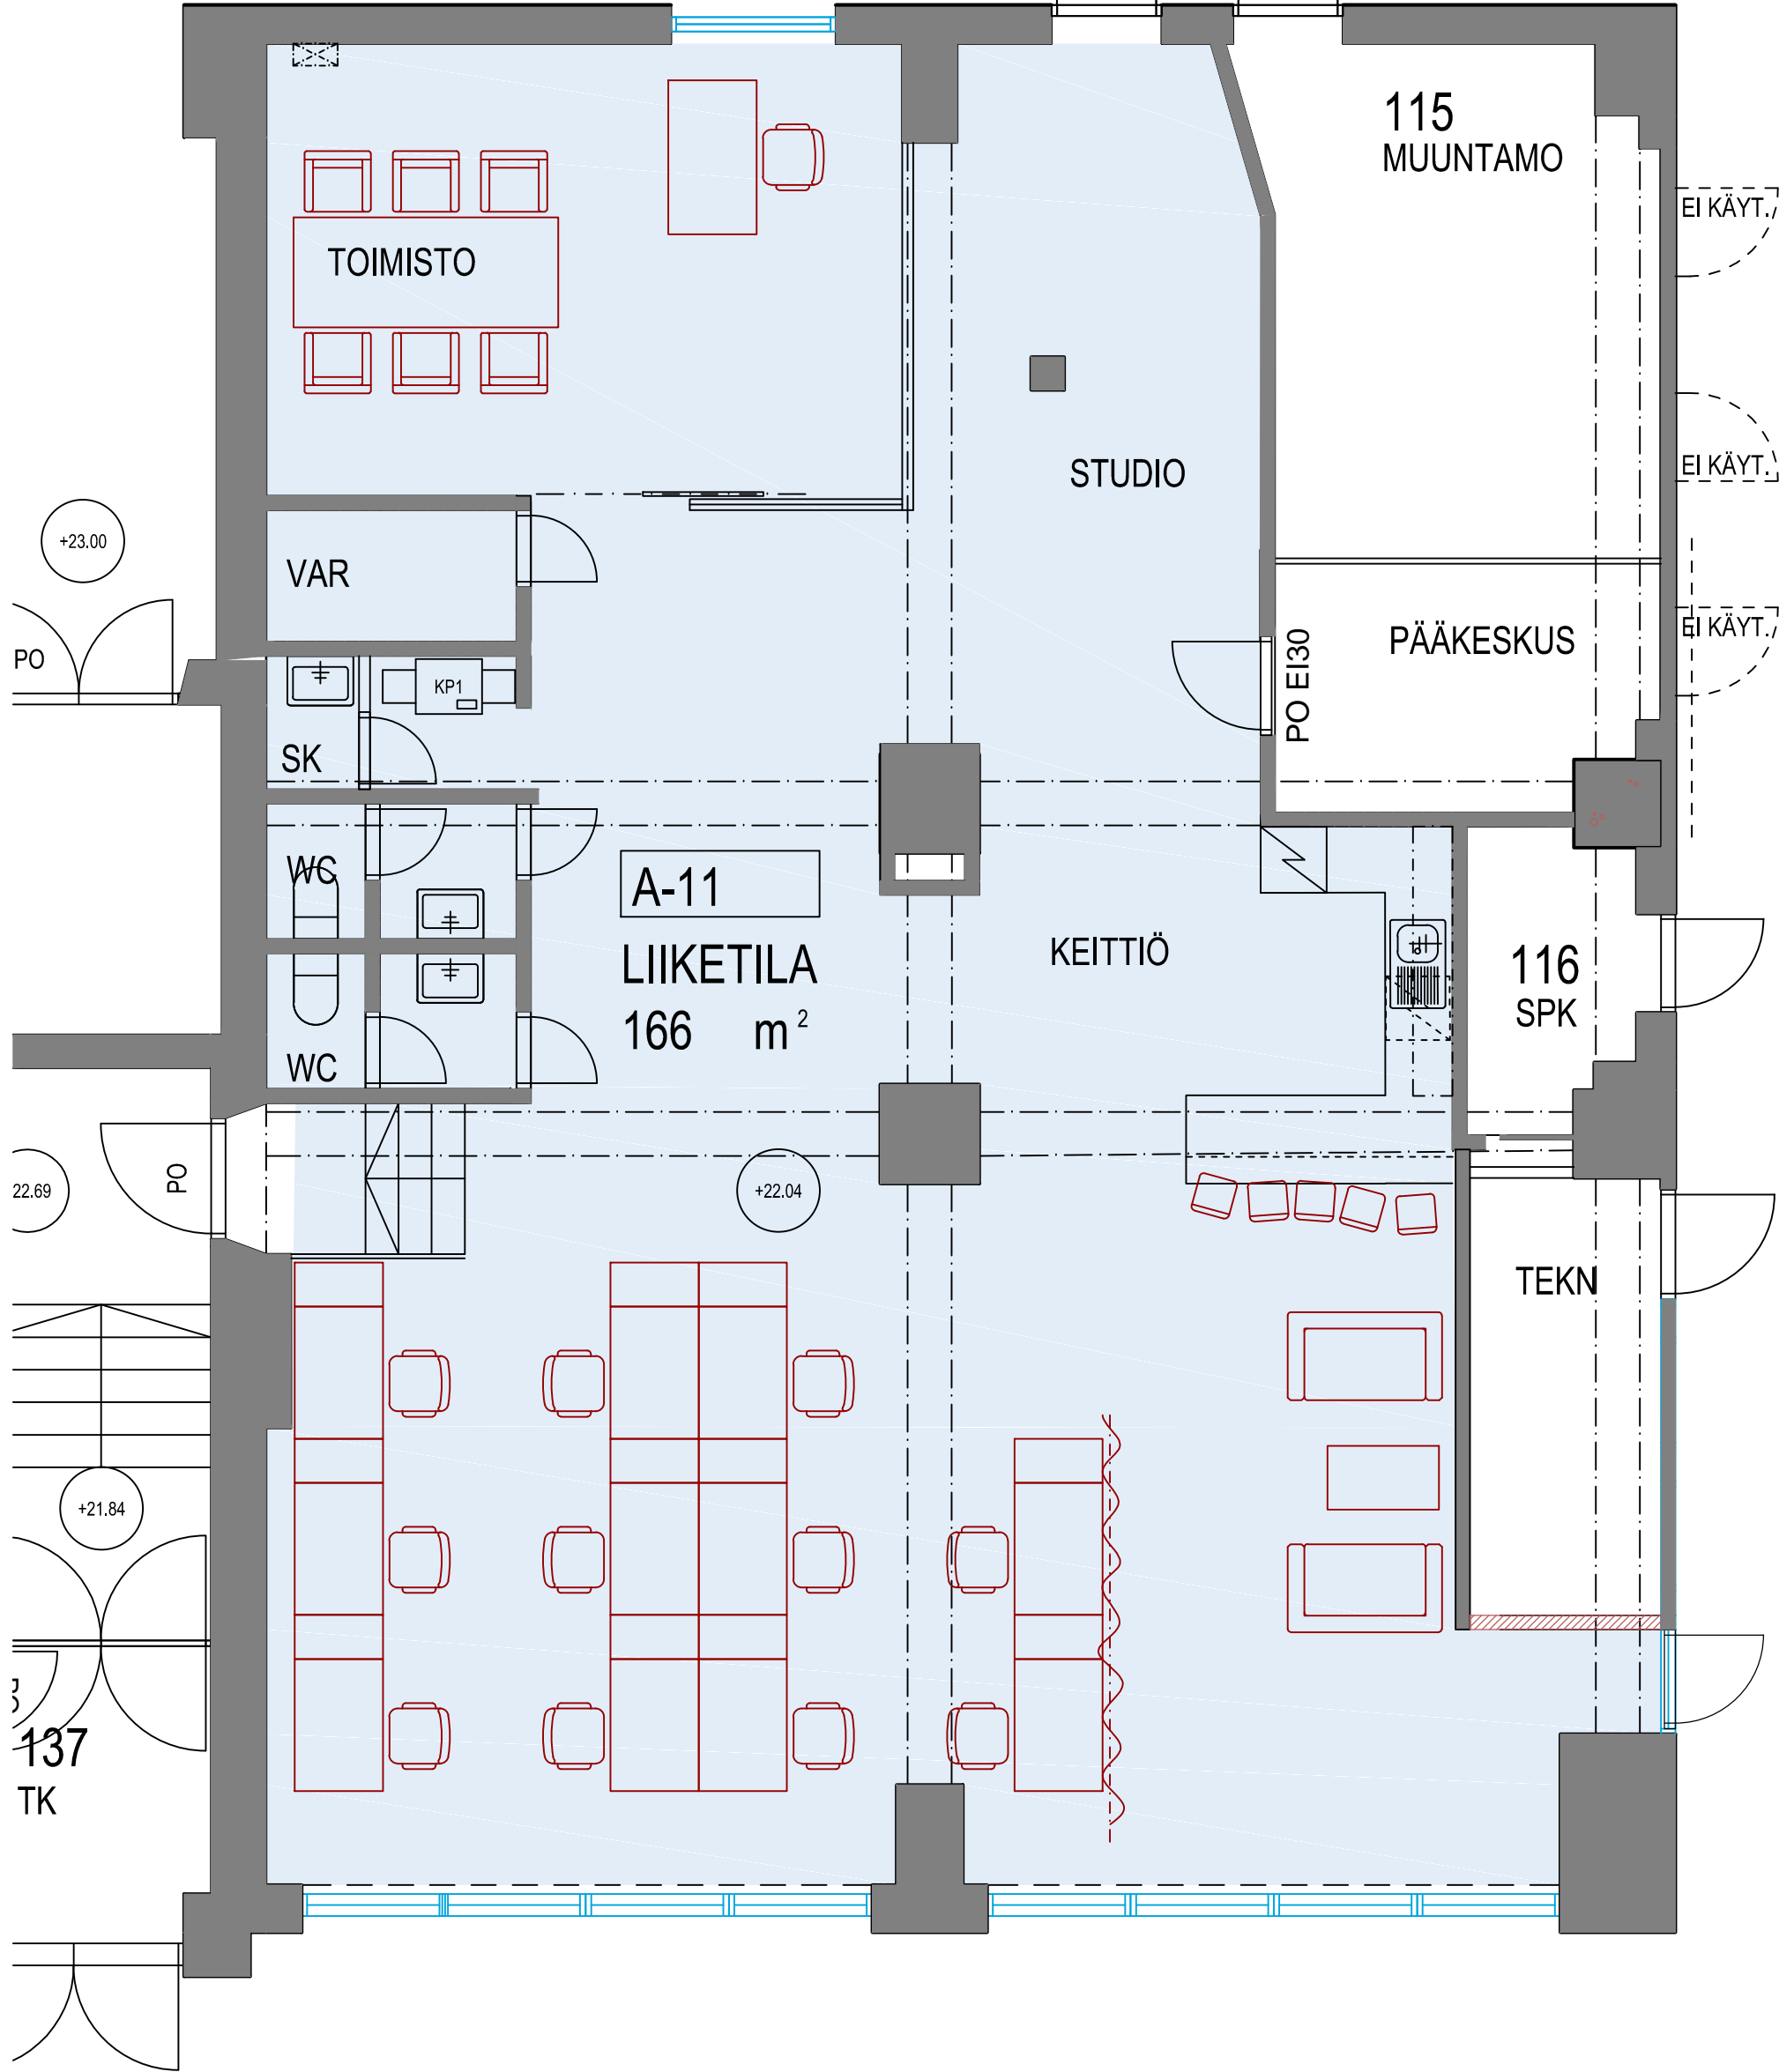 115
MUUNTAMO
EI KÄYT.
TOIMISTO
STUDIO
EI KÄYT.
+23.00
VAR
EI KÄYT.
PÄÄKESKUS
PO EI30
PO
KP1
SK
WC
A-11
LIIKETILA
166 m²
KEITTIÖ
116
SPK
WC
PO
22.69
+22.04
TEKN
+21.84
137
TK